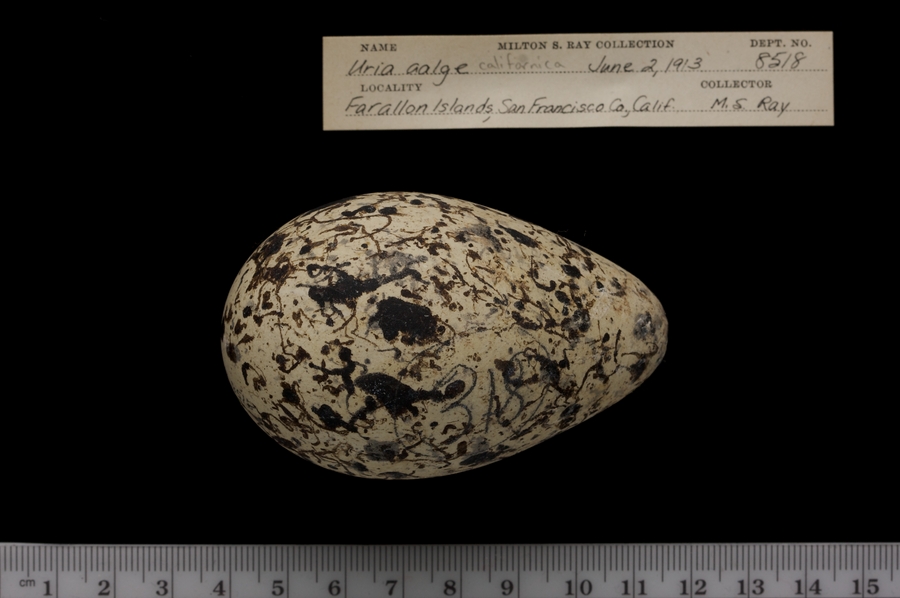 NAME MILTON S. RAY COLLECTION DEPT. NO.
Uria aalge californica June 2, 1913 8518
LOCALITY COLLECTOR
Farallon Islands, San Francisco Co, Calif. M. S. Ray
318
cm 1 2 3 4 5 6 7 8 9 10 11 12 13 14 15